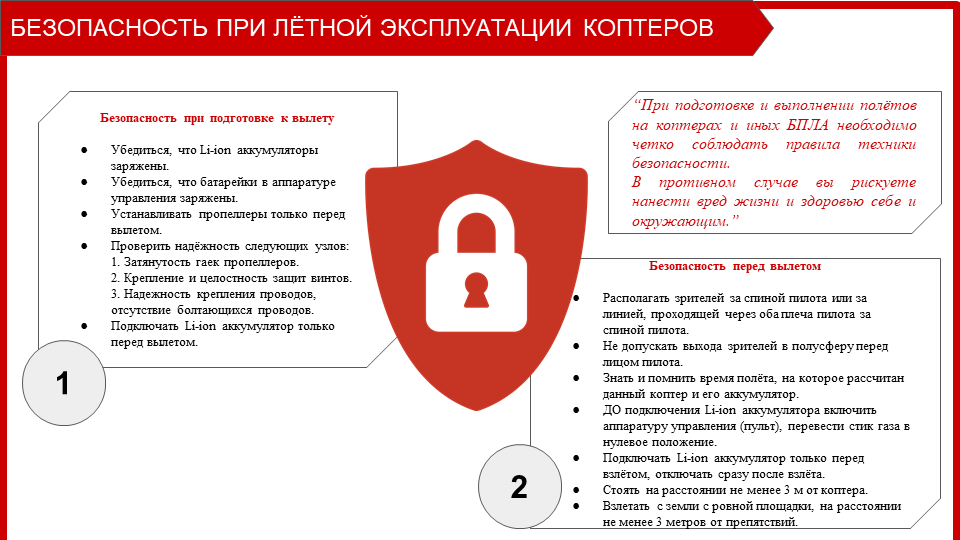 БЕЗОПАСНОСТЬ ПРИ ЛЁТНОЙ ЭКСПЛУАТАЦИИ КОПТЕРОВ
Безопасность при подготовке к вылету
● Убедиться, что Li-ion аккумуляторы
заряжены.
● Убедиться, что батарейки в аппаратуре
управления заряжены.
● Устанавливать пропеллеры только перед
вылетом.
● Проверить надёжность следующих узлов:
1. Затянутость гаек пропеллеров.
2. Крепление и целостность защит винтов.
3. Надежность крепления проводов,
отсутствие болтающихся проводов.
● Подключать Li-ion аккумулятор только
перед вылетом.
1
“При подготовке и выполнении полётов
на коптерах и иных БПЛА необходимо
четко соблюдать правила техники
безопасности.
В противном случае вы рискуете
нанести вред жизни и здоровью себе и
окружающим.”
Безопасность перед вылетом
● Располагать зрителей за спиной пилота или за
линией, проходящей через оба плеча пилота за
спиной пилота.
● Не допускать выхода зрителей в полусферу перед
лицом пилота.
● Знать и помнить время полёта, на которое рассчитан
данный коптер и его аккумулятор.
● ДО подключения Li-ion аккумулятора включить
аппаратуру управления (пульт), перевести стик газа в
нулевое положение.
● Подключать Li-ion аккумулятор только перед
взлётом, отключать сразу после взлёта.
● Стоять на расстоянии не менее 3 м от коптера.
● Взлетать с земли с ровной площадки, на расстоянии
не менее 3 метров от препятствий.
2